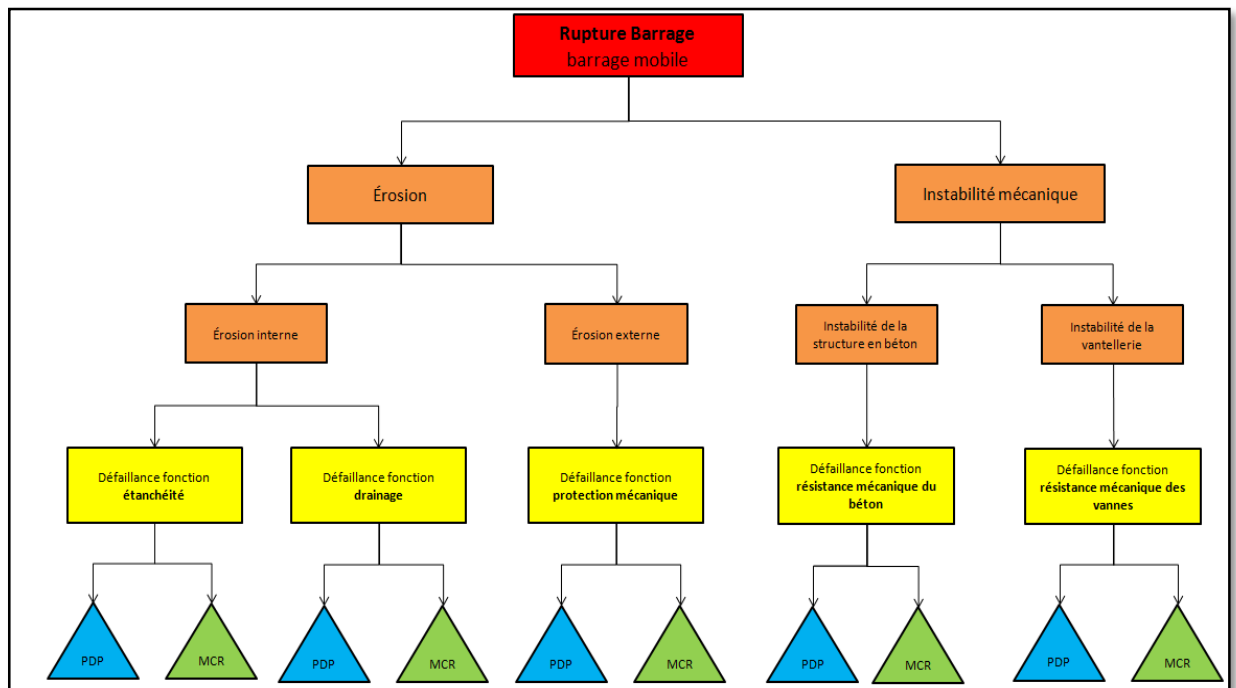 Rupture Barrage
barrage mobile
Érosion
Instabilité mécanique
Érosion interne
Érosion externe
Instabilité de la
structure en béton
Instabilité de la
vantellerie
Défaillance fonction
étanchéité
Défaillance fonction
drainage
Défaillance fonction
protection mécanique
Défaillance fonction
résistance mécanique du
béton
Défaillance fonction
résistance mécanique des
vannes
PDP
MCR
PDP
MCR
PDP
MCR
PDP
MCR
PDP
MCR